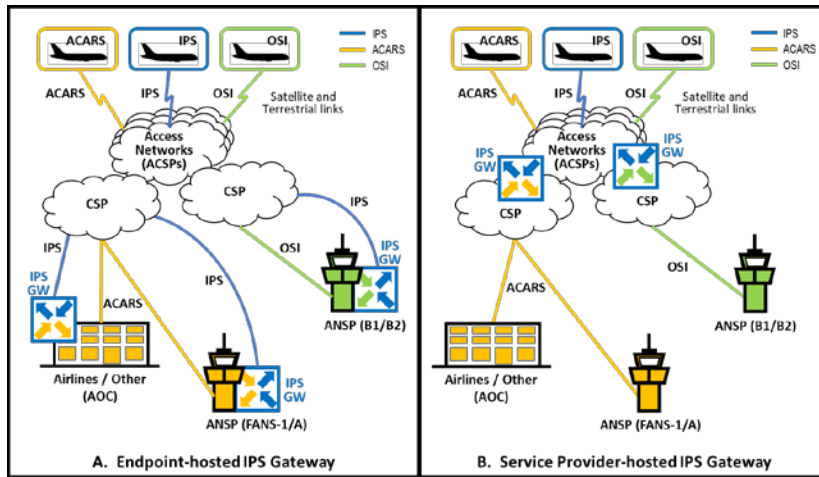 ACARS
IPS
OSI
IPS
ACARS
OSI
ACARS
IPS
OSI
Satellite and
Terrestrial links
Access
Networks
(ACSPs)
CSP
CSP
IPS
IPS
GW
IPS
OSI
IPS
IPS
GW
ACARS
ANSP (B1/B2)
Airlines / Other
(AOC)
IPS
GW
ANSP (FANS-1/A)
A. Endpoint-hosted IPS Gateway
ACARS
IPS
OSI
IPS
ACARS
OSI
ACARS
IPS
OSI
Satellite and
Terrestrial links
Access
Networks
(ACSPs)
IPS
GW
IPS
GW
CSP
CSP
OSI
ACARS
ANSP (B1/B2)
Airlines / Other
(AOC)
ANSP (FANS-1/A)
B. Service Provider-hosted IPS Gateway